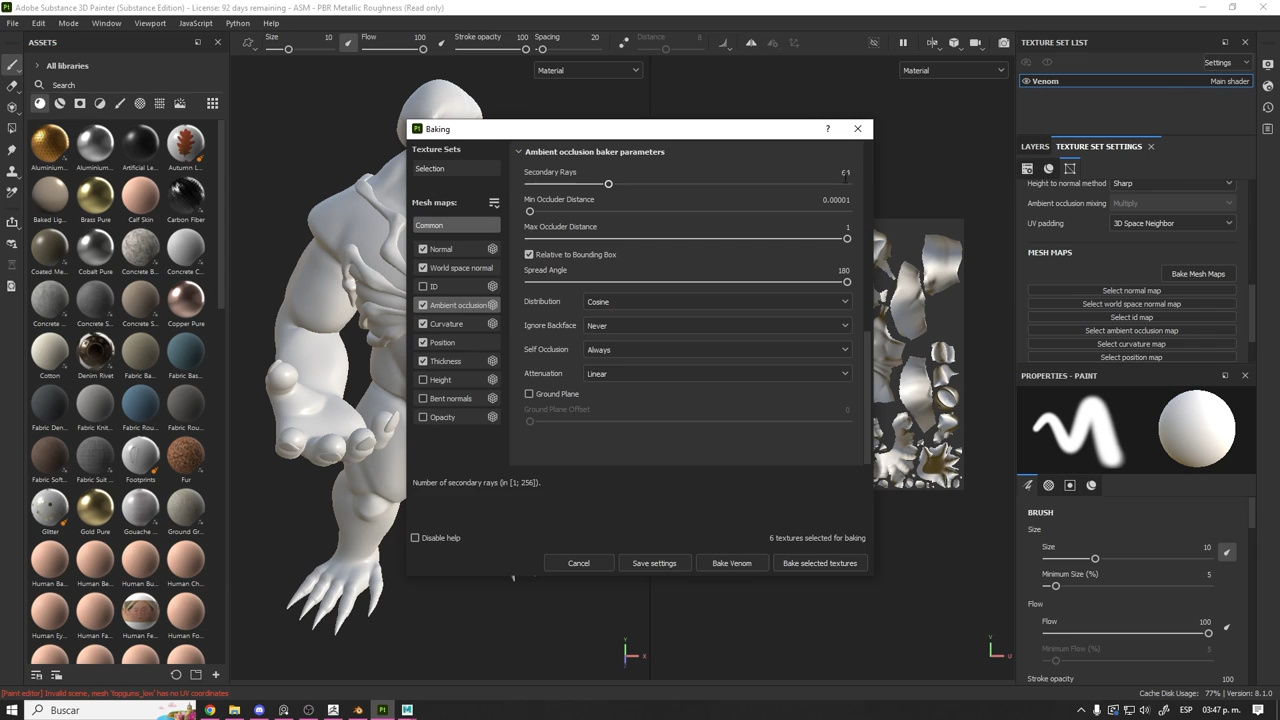 Adobe Substance 3D Painter (Substance Edition) - License: 92 days remaining - ASM - PBR Metallic Roughness (Read only)
File Edit Mode Window Viewport JavaScript Python Help
ASSETS
Size 10 Flow 100 Stroke opacity 100 Spacing 20 Distance 8
TEXTURE SET LIST
All libraries
Settings
Search
Material
Material
Venom Main shader
Aluminium... Aluminium... Artificial Le... Autumn L...
Baked Lig... Brass Pure Calf Skin Carbon Fiber
Coated Me... Cobalt Pure Concrete B... Concrete C...
Concrete ... Concrete S... Concrete S... Copper Pure
Cotton Denim Rivet Fabric Ba... Fabric Bas...
Fabric Den... Fabric Knit... Fabric Rou... Fabric Rou...
Fabric Soft... Fabric Suit ... Footprints Fur
Glitter Gold Pure Gouache ... Ground Gr...
Human Ba... Human Be... Human Bu... Human Ch...
Human Ey... Human Fa... Human Fe... Human Fo...
Baking
?
Texture Sets
Selection
Mesh maps:
Common
Normal
World space normal
ID
Ambient occlusion
Curvature
Position
Thickness
Height
Bent normals
Opacity
Ambient occlusion baker parameters
Secondary Rays 64
Min Occluder Distance 0.00001
Max Occluder Distance 1
Relative to Bounding Box
Spread Angle 180
Distribution Cosine
Ignore Backface Never
Self Occlusion Always
Attenuation Linear
Ground Plane
Ground Plane Offset 0
Number of secondary rays (in [1; 256]).
Disable help
6 textures selected for baking
Cancel Save settings Bake Venom Bake selected textures
LAYERS TEXTURE SET SETTINGS
Height to normal method Sharp
Ambient occlusion mixing Multiply
UV padding 3D Space Neighbor
MESH MAPS
Bake Mesh Maps
Select normal map
Select world space normal map
Select id map
Select ambient occlusion map
Select curvature map
Select position map
PROPERTIES - PAINT
BRUSH
Size
Size 10
Minimum Size (%) 5
Flow
Flow 100
Minimum Flow (%) 5
Stroke opacity 100
Y
X
V
U
[Paint editor] Invalid scene, mesh 'topgums_low' has no UV coordinates
Cache Disk Usage: 77% | Version: 8.1.0
Buscar
ESP 03:47 p. m.